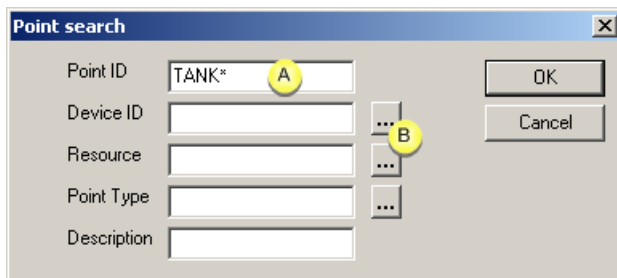 Point search
Point ID TANK* A
OK
Device ID ...
B
Cancel
Resource ...
Point Type ...
Description